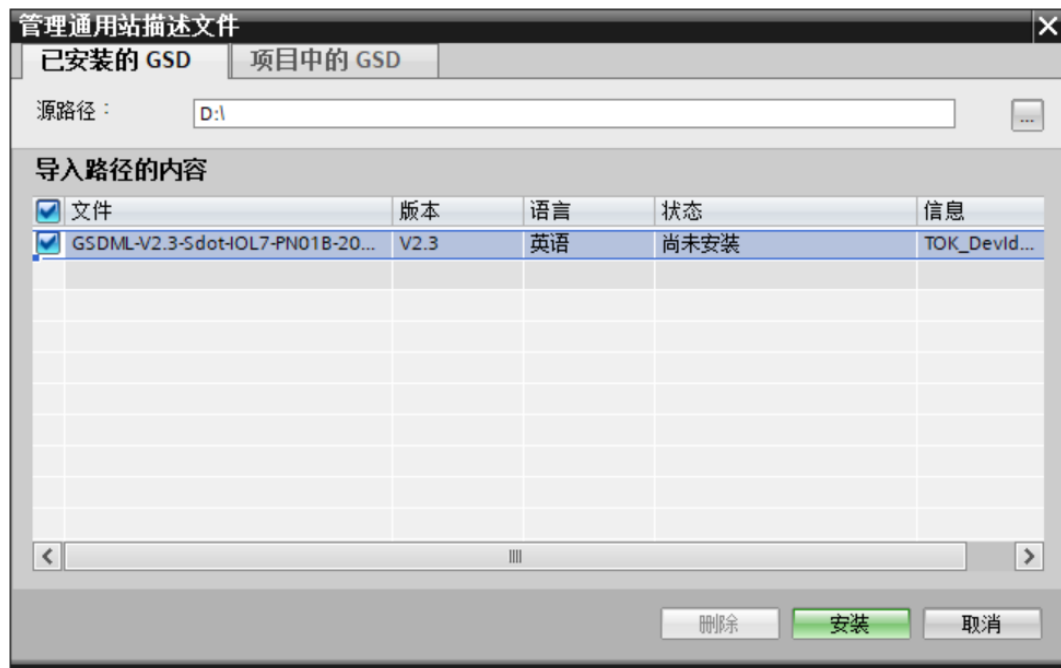 管理通用站描述文件
已安装的 GSD 项目中的 GSD
源路径： D:\ ...
导入路径的内容
文件 版本 语言 状态 信息
GSDML-V2.3-Sdot-IOL7-PN01B-20... V2.3 英语 尚未安装 TOK_DevId...
删除 安装 取消